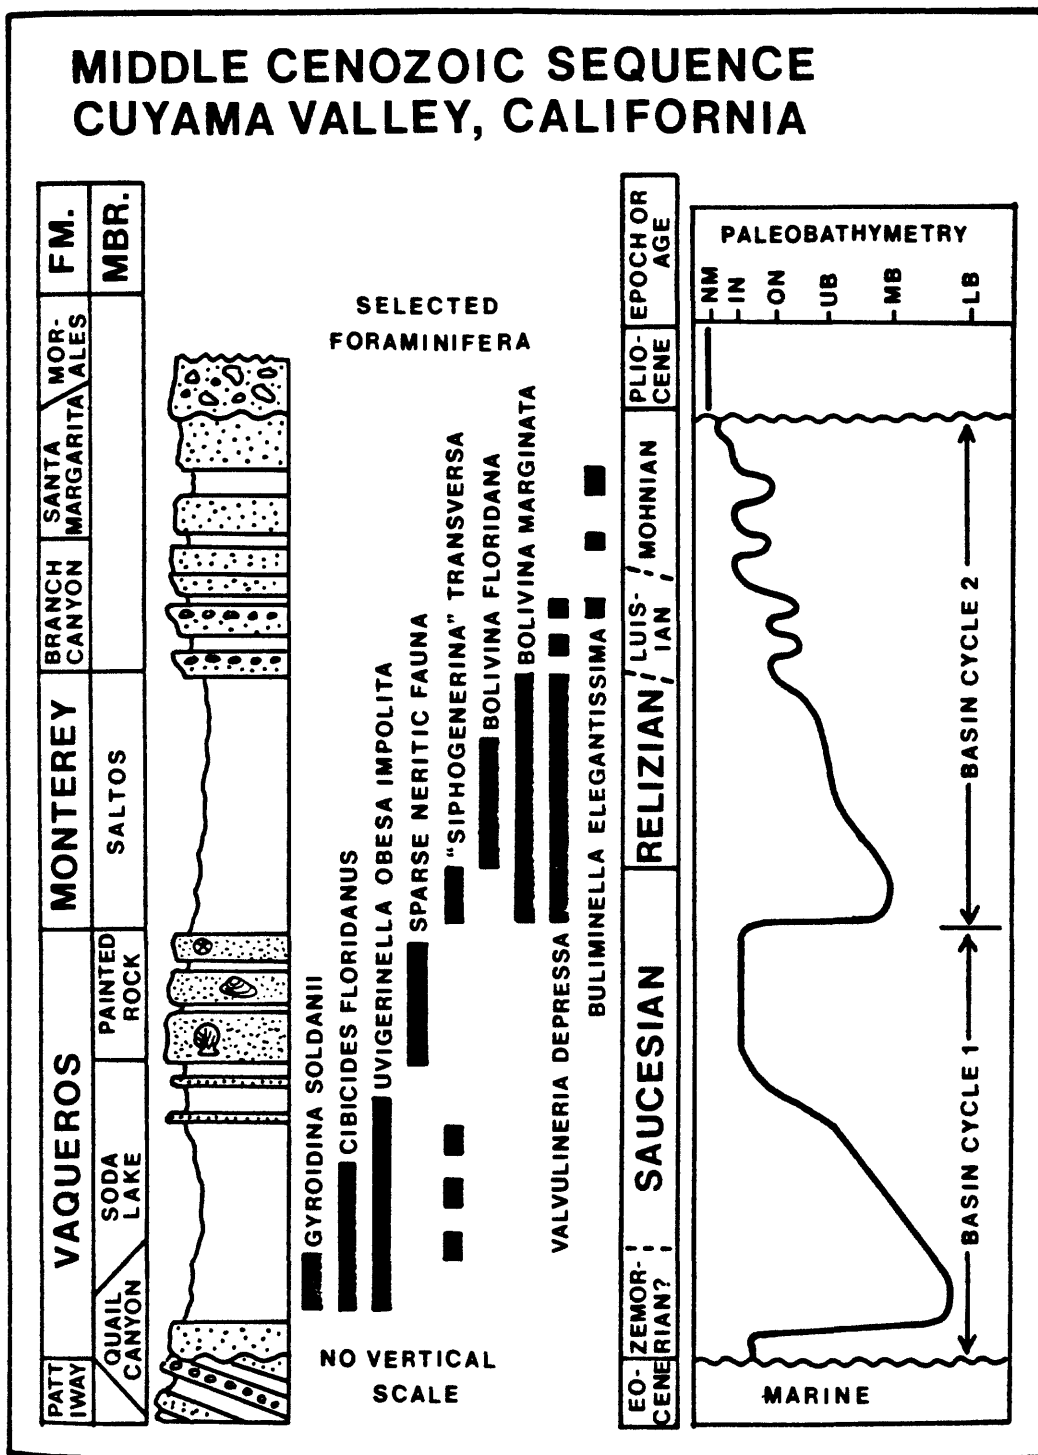 MIDDLE CENOZOIC SEQUENCE
CUYAMA VALLEY, CALIFORNIA
FM.
MBR.
MOR-
ALES
SANTA
MARGARITA
BRANCH
CANYON
MONTEREY
SALTOS
VAQUEROS
PAINTED
ROCK
SODA
LAKE
QUAIL
CANYON
PATT
IWAY
SELECTED
FORAMINIFERA
GYROIDINA SOLDANII
CIBICIDES FLORIDANUS
UVIGERINELLA OBESA IMPOLITA
SPARSE NERITIC FAUNA
"SIPHOGENERINA" TRANSVERSA
BOLIVINA FLORIDANA
BOLIVINA MARGINATA
VALVULINERIA DEPRESSA
BULIMINELLA ELEGANTISSIMA
NO VERTICAL
SCALE
EPOCH OR
AGE
PLIO-
CENE
MOHNIAN
LUIS-
IAN
RELIZIAN
SAUCESIAN
ZEMOR-
RIAN?
EO-
CENE
PALEOBATHYMETRY
NM
IN
ON
UB
MB
LB
BASIN CYCLE 2
BASIN CYCLE 1
MARINE